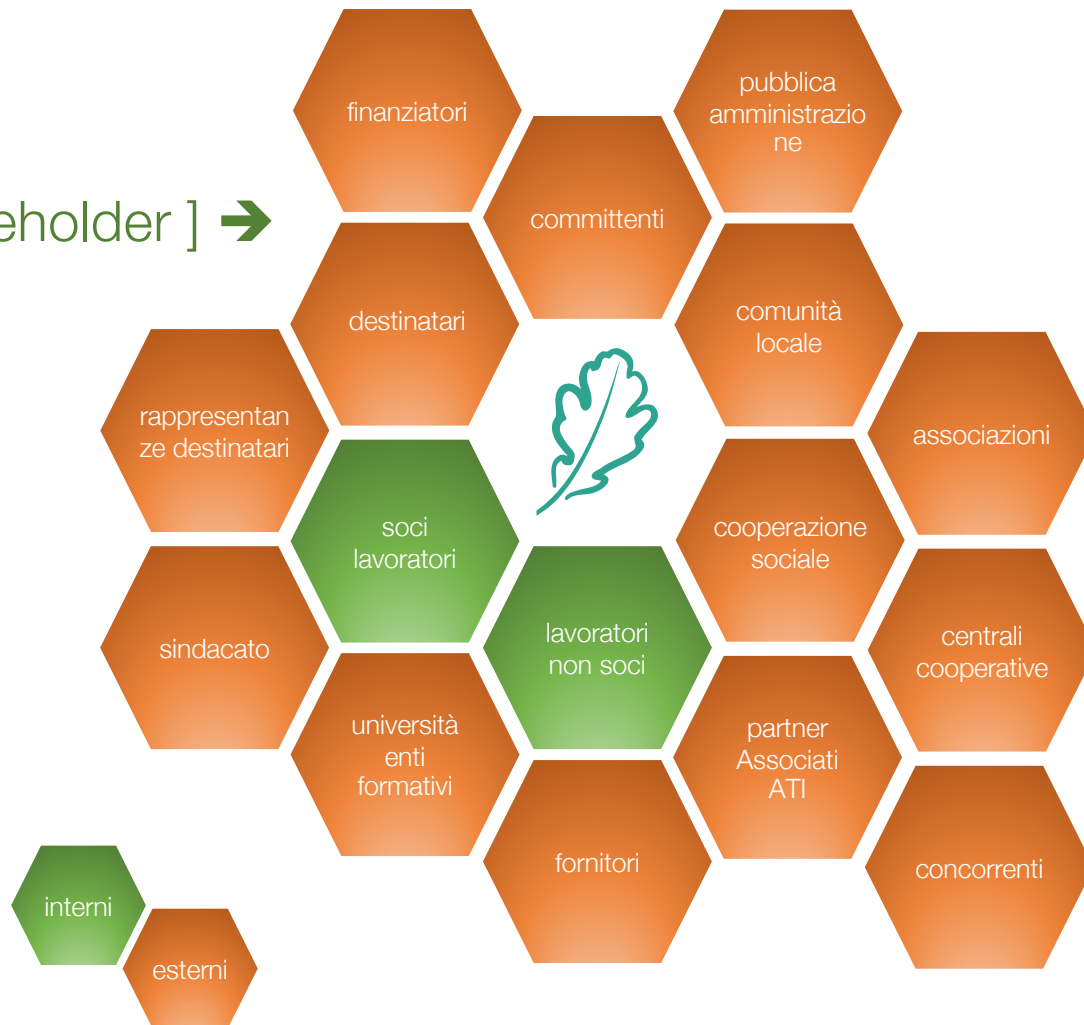 finanziatori
pubblica
amministrazio
ne
eholder ] ➔
committenti
destinatari
comunità
locale
rappresentan
ze destinatari
associazioni
soci
lavoratori
cooperazione
sociale
sindacato
lavoratori
non soci
centrali
cooperative
università
enti
formativi
partner
Associati
ATI
fornitori
concorrenti
interni
esterni